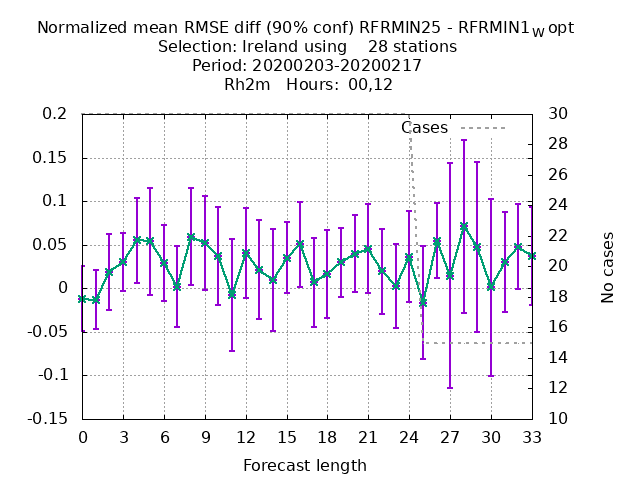 Normalized mean RMSE diff (90% conf) RFRMIN25 - RFRMIN1w opt
Selection: Ireland using    28 stations
Period: 20200203-20200217
Rh2m   Hours:  00,12
Cases
0.2
0.15
0.1
0.05
0
-0.05
-0.1
-0.15
30
28
26
24
22
20
18
16
14
12
10
No cases
0 3 6 9 12 15 18 21 24 27 30 33
Forecast length